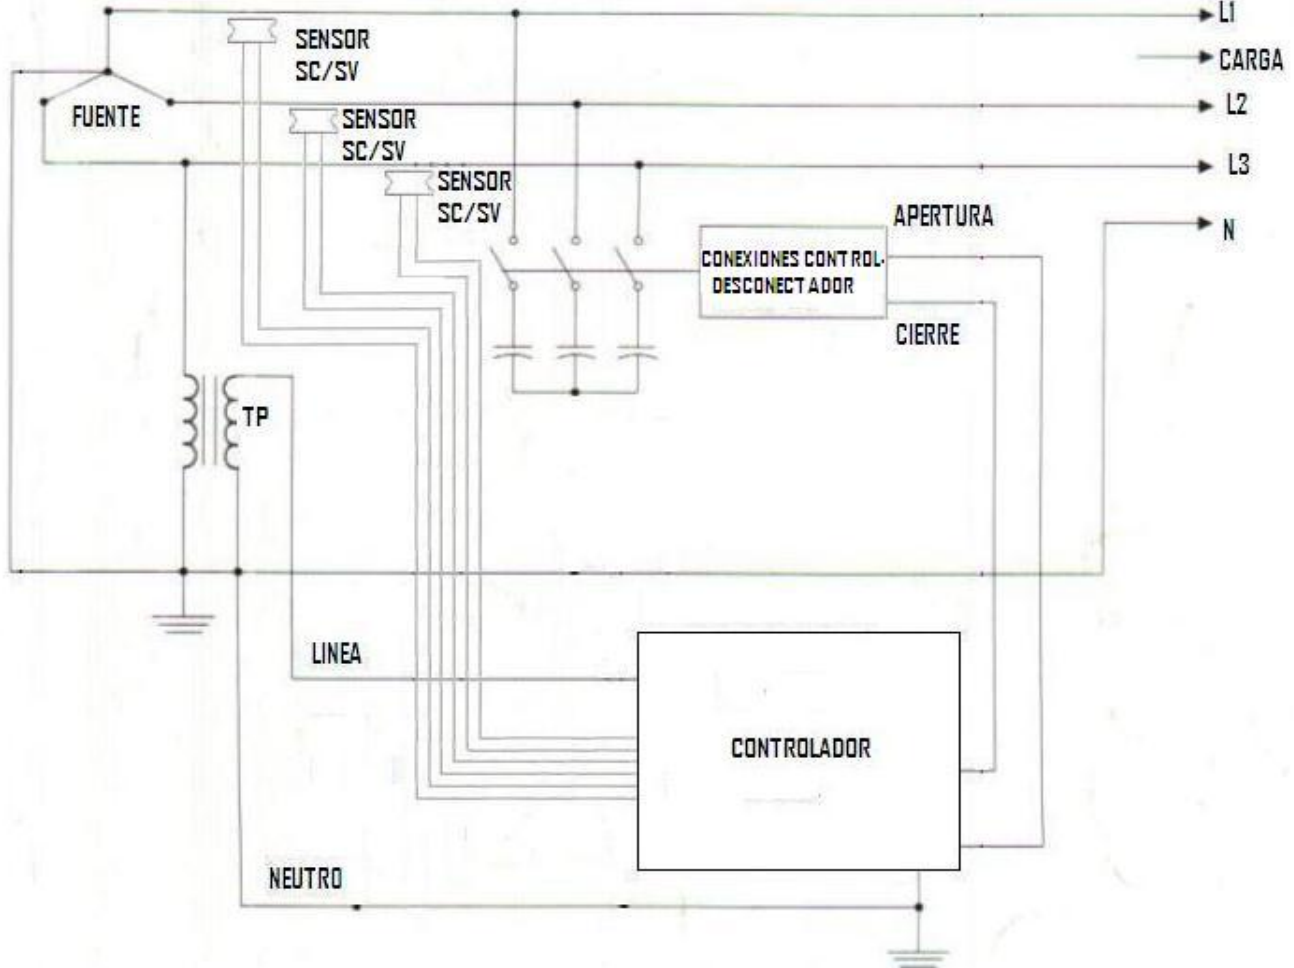 L1
SENSOR
SC/SV
CARGA
FUENTE
L2
SENSOR
SC/SV
L3
SENSOR
SC/SV
APERTURA
N
CONEXIONES CONTROL-
DESCONECTADOR
CIERRE
TP
LINEA
CONTROLADOR
NEUTRO